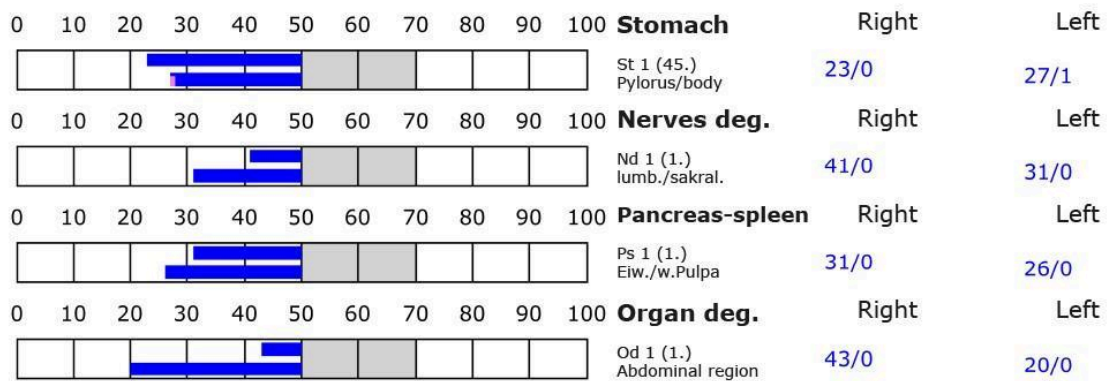 0 10 20 30 40 50 60 70 80 90 100 Stomach Right Left
St 1 (45.) 23/0 27/1
Pylorus/body
0 10 20 30 40 50 60 70 80 90 100 Nerves deg. Right Left
Nd 1 (1.) 41/0 31/0
lumb./sakral.
0 10 20 30 40 50 60 70 80 90 100 Pancreas-spleen Right Left
Ps 1 (1.) 31/0 26/0
Eiw./w.Pulpa
0 10 20 30 40 50 60 70 80 90 100 Organ deg. Right Left
Od 1 (1.) 43/0 20/0
Abdominal region